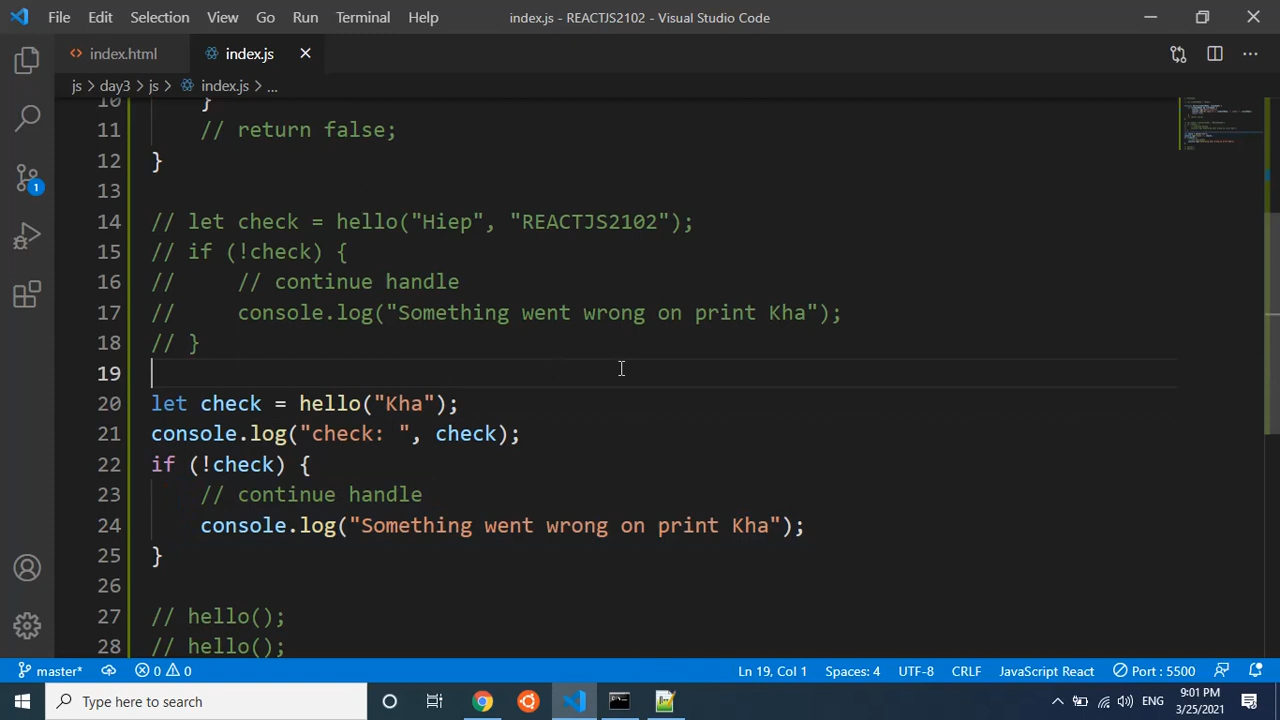 File Edit Selection View Go Run Terminal Help index.js - REACTJS2102 - Visual Studio Code
index.html index.js
js > day3 > js > index.js > ...
10 }
11 // return false;
12 }
13
14 // let check = hello("Hiep", "REACTJS2102");
15 // if (!check) {
16 //     // continue handle
17 //     console.log("Something went wrong on print Kha");
18 // }
19
20 let check = hello("Kha");
21 console.log("check: ", check);
22 if (!check) {
23     // continue handle
24     console.log("Something went wrong on print Kha");
25 }
26
27 // hello();
28 // hello();
1
master* 0 0 Ln 19, Col 1 Spaces: 4 UTF-8 CRLF JavaScript React Port : 5500
Type here to search ENG 9:01 PM
3/25/2021